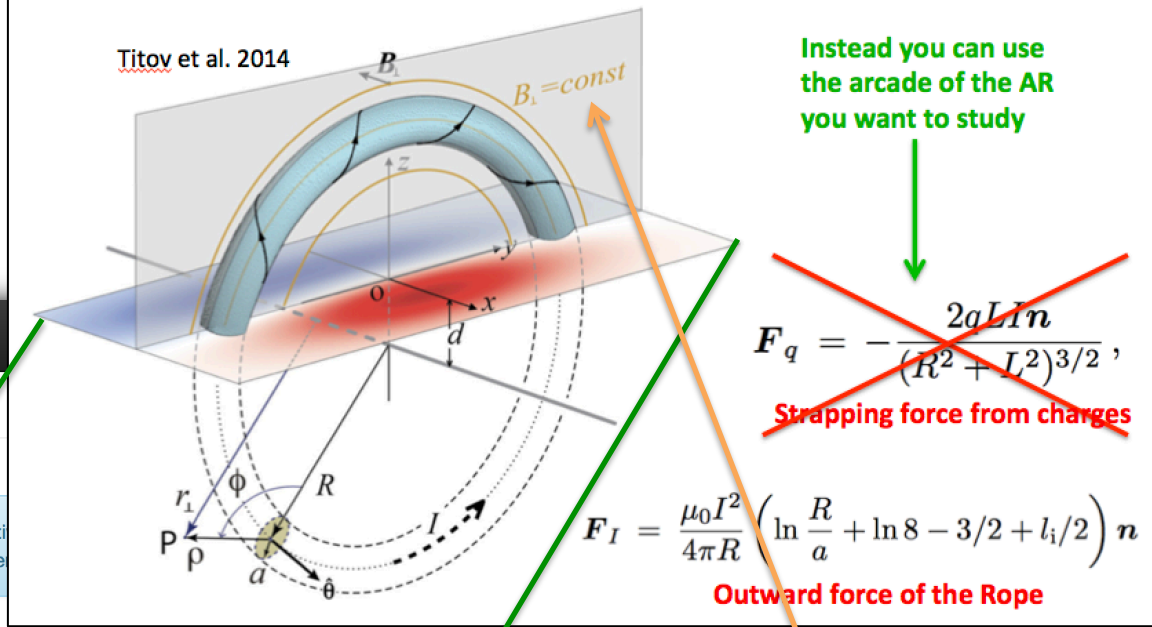 Titov et al. 2014
B⊥
B⊥=const
Instead you can use
the arcade of the AR
you want to study
z
y
o
x
d
F_q = - 2qLIn / (R² + L²)^{3/2} ,
Strapping force from charges
ϕ
R
r⊥
I
P
ρ
a
θ̂
F_I = μ₀I² / 4πR ( ln R/a + ln 8 − 3/2 + l_i/2 ) n
Outward force of the Rope